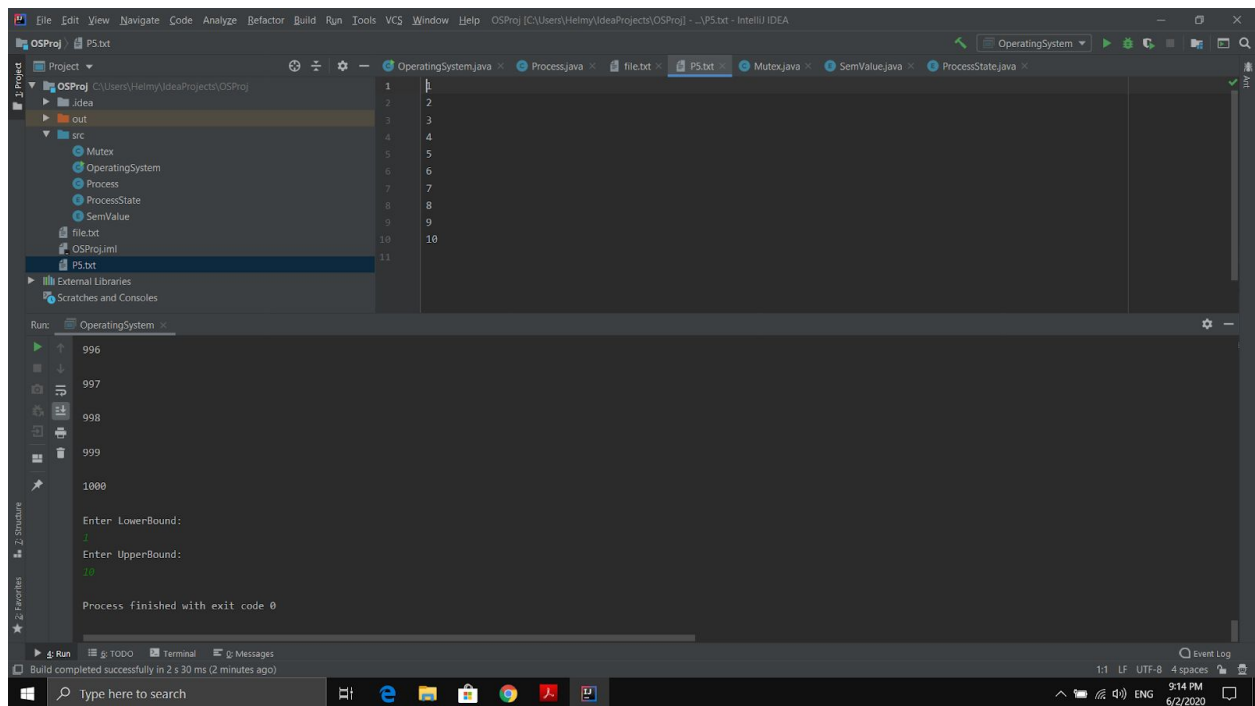 File Edit View Navigate Code Analyze Refactor Build Run Tools VCS Window Help OSProj [C:\Users\Helmy\IdeaProjects\OSProj] - ...\P5.txt - IntelliJ IDEA
OSProj P5.txt OperatingSystem
Project OperatingSystem.java Process.java file.txt P5.txt Mutex.java SemValue.java ProcessState.java
1: Project
Ant
OSProj C:\Users\Helmy\IdeaProjects\OSProj
.idea
out
src
Mutex
OperatingSystem
Process
ProcessState
SemValue
file.txt
OSProj.iml
P5.txt
External Libraries
Scratches and Consoles
1 1
2 2
3 3
4 4
5 5
6 6
7 7
8 8
9 9
10 10
11
Run: OperatingSystem
996
997
998
999
1000
Enter LowerBound:
1
Enter UpperBound:
10
Process finished with exit code 0
7: Structure
2: Favorites
4: Run 6: TODO Terminal 0: Messages Event Log
Build completed successfully in 2 s 30 ms (2 minutes ago) 1:1 LF UTF-8 4 spaces
Type here to search ENG 9:14 PM
6/2/2020